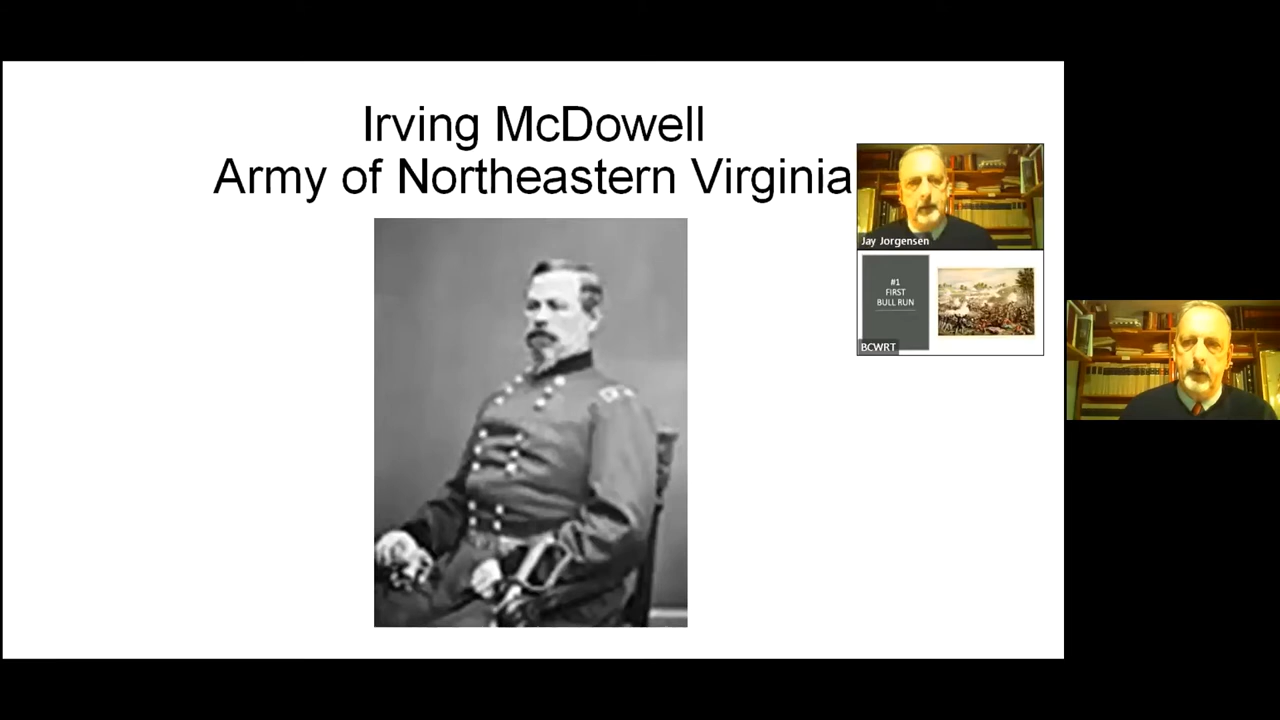 Irving McDowell
Army of Northeastern Virginia
Jay Jorgensen
#1
FIRST
BULL RUN
BCWRT